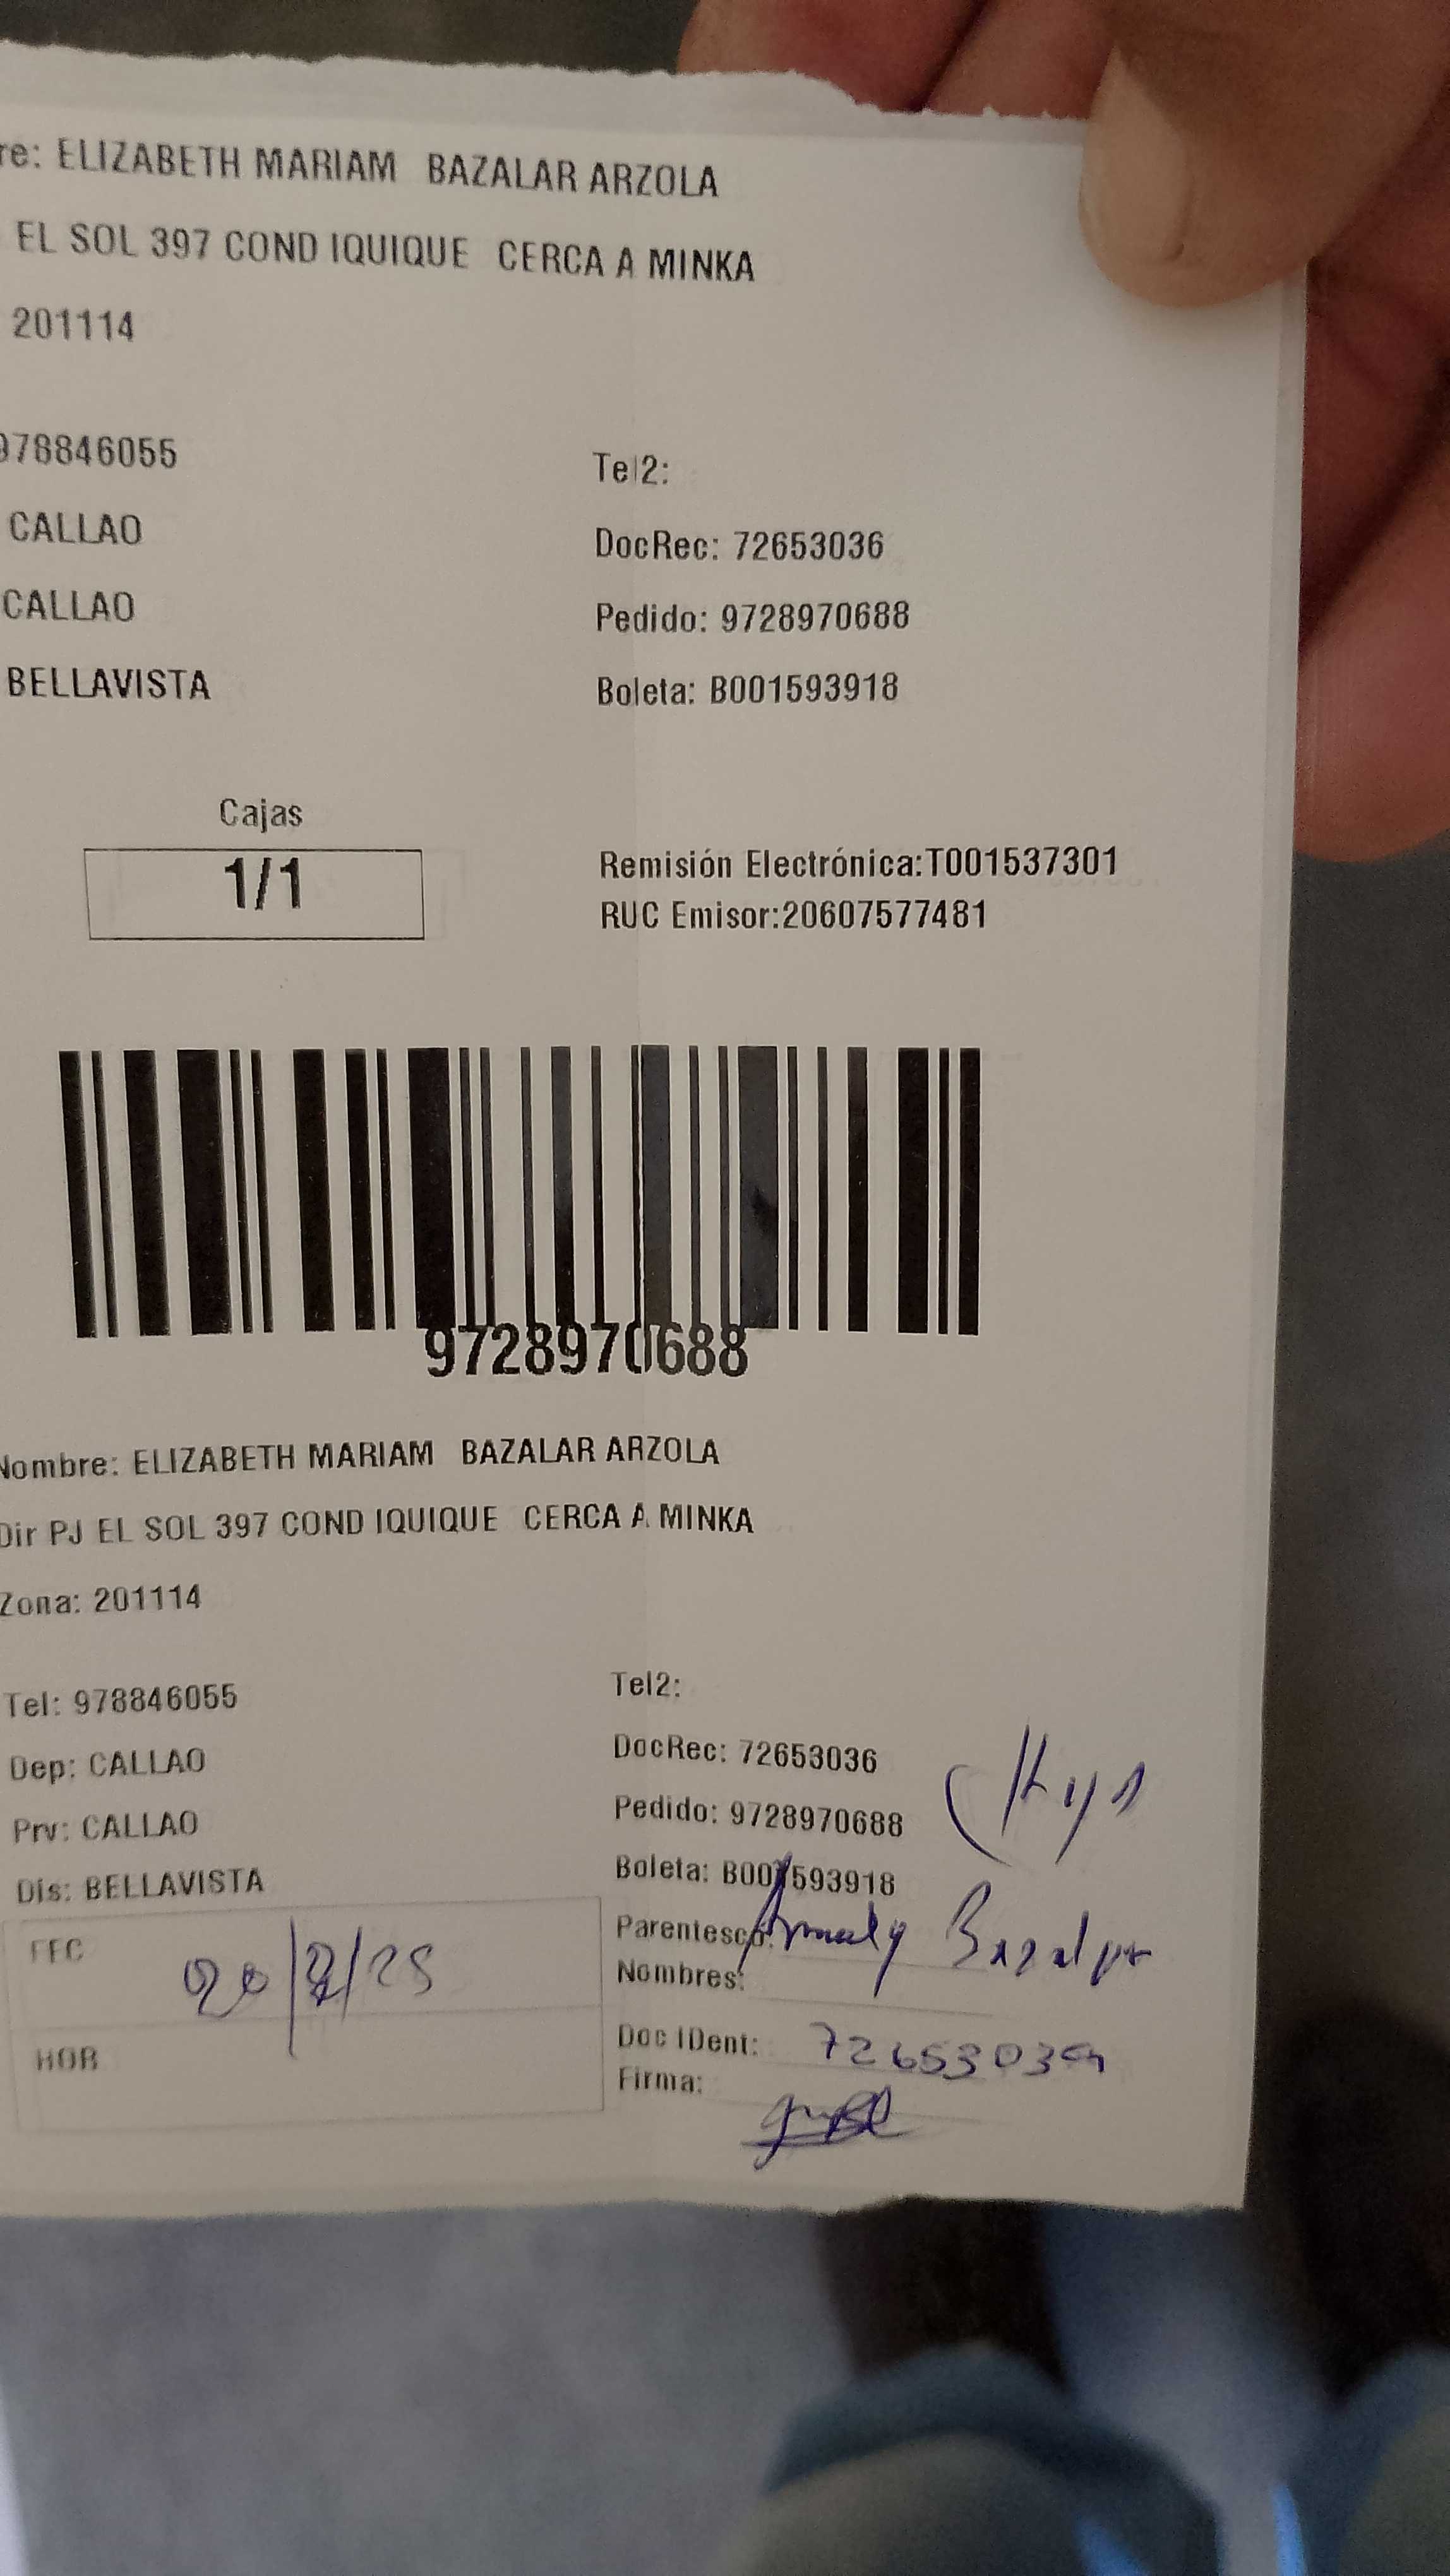 re: ELIZABETH MARIAM BAZALAR ARZOLA
EL SOL 397 COND IQUIQUE CERCA A MINKA
201114
978846055
Tel2:
CALLAO
DocRec: 72653036
CALLAO
Pedido: 9728970688
BELLAVISTA
Boleta: B001593918
Cajas
1/1
Remisión Electrónica:T001537301
RUC Emisor:20607577481
9728970688
Nombre: ELIZABETH MARIAM BAZALAR ARZOLA
Dir PJ EL SOL 397 COND IQUIQUE CERCA A MINKA
Zona: 201114
Tel: 978846055
Tel2:
Dep: CALLAO
DocRec: 72653036
Prv: CALLAO
Pedido: 9728970688
Dis: BELLAVISTA
Boleta: B001593918
FEC
Parentesco: Bazalar
Nombres:
HOR
Doc IDent: 7265303
Firma: